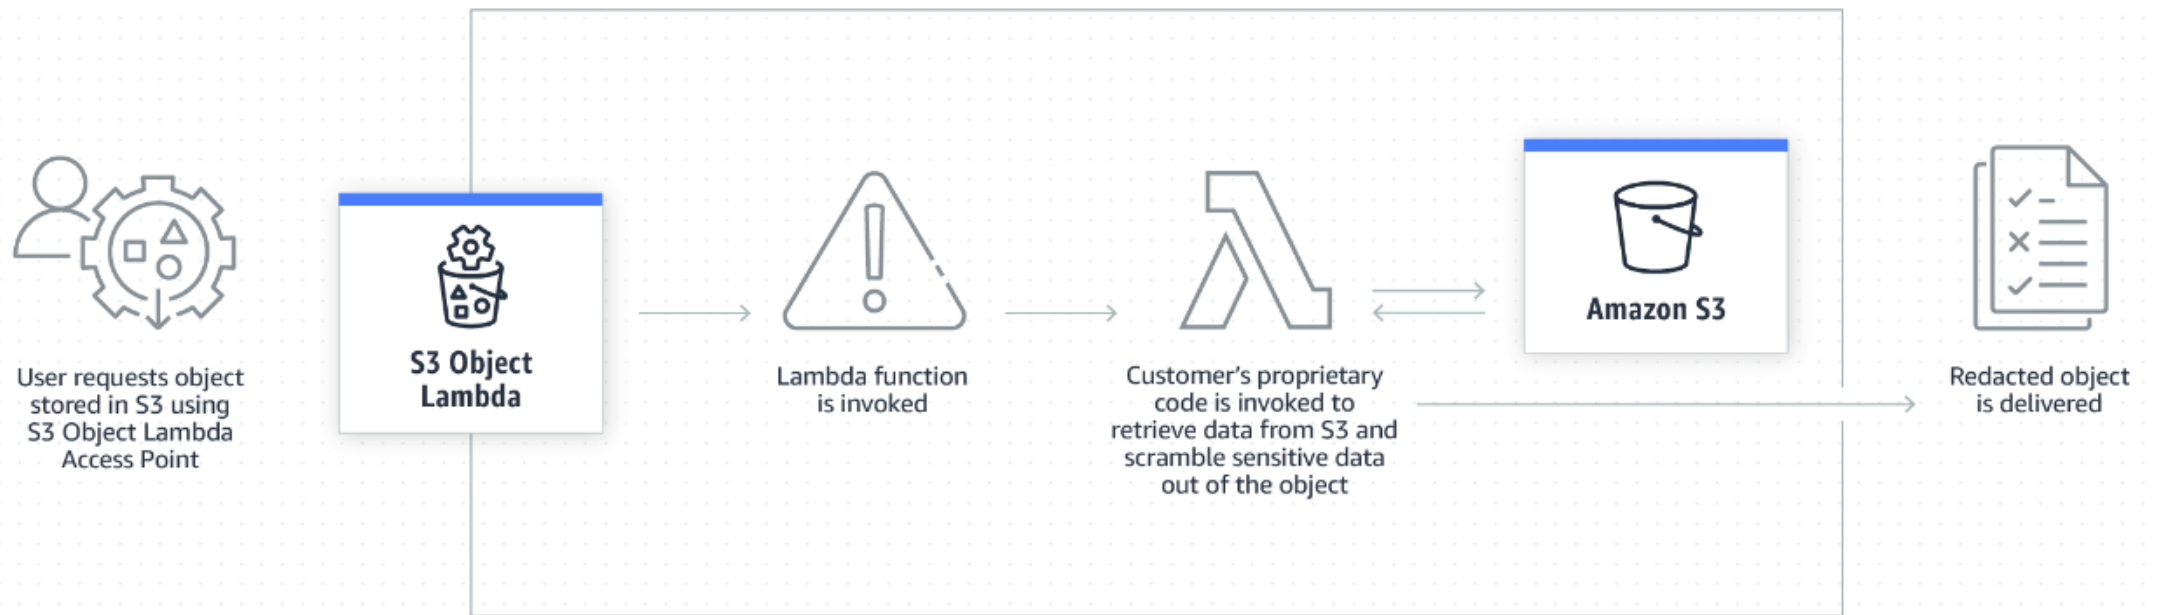 User requests object
stored in S3 using
S3 Object Lambda
Access Point
S3 Object
Lambda
Lambda function
is invoked
Customer's proprietary
code is invoked to
retrieve data from S3 and
scramble sensitive data
out of the object
Amazon S3
Redacted object
is delivered